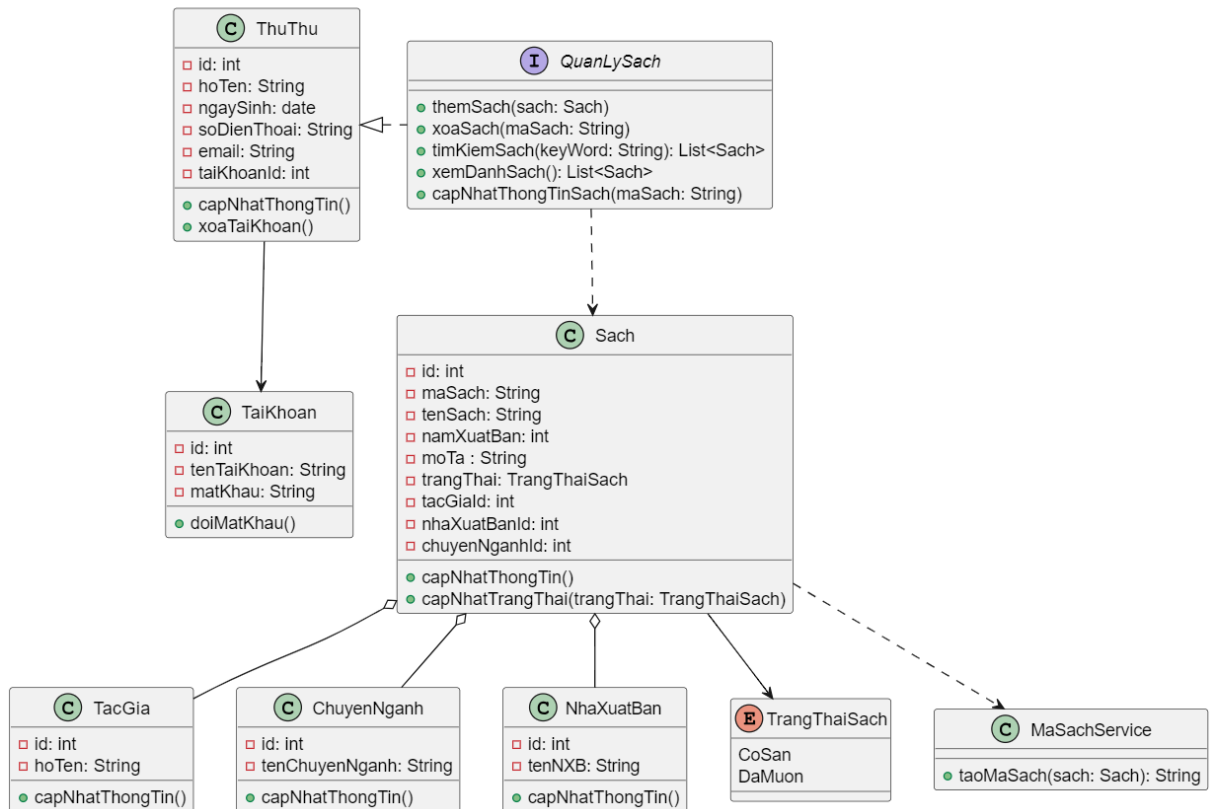 C ThuThu
id: int
hoTen: String
ngaySinh: date
soDienThoai: String
email: String
taiKhoanId: int
capNhatThongTin()
xoaTaiKhoan()
I QuanLySach
themSach(sach: Sach)
xoaSach(maSach: String)
timKiemSach(keyWord: String): List<Sach>
xemDanhSach(): List<Sach>
capNhatThongTinSach(maSach: String)
C TaiKhoan
id: int
tenTaiKhoan: String
matKhau: String
doiMatKhau()
C Sach
id: int
maSach: String
tenSach: String
namXuatBan: int
moTa : String
trangThai: TrangThaiSach
tacGiaId: int
nhaXuatBanId: int
chuyenNganhId: int
capNhatThongTin()
capNhatTrangThai(trangThai: TrangThaiSach)
C TacGia
id: int
hoTen: String
capNhatThongTin()
C ChuyenNganh
id: int
tenChuyenNganh: String
capNhatThongTin()
C NhaXuatBan
id: int
tenNXB: String
capNhatThongTin()
E TrangThaiSach
CoSan
DaMuon
C MaSachService
taoMaSach(sach: Sach): String